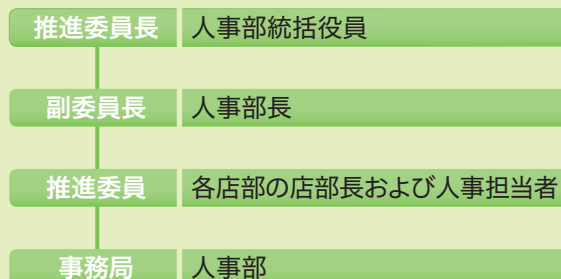 推進委員長 人事部統括役員
副委員長 人事部長
推進委員 各店部の店部長および人事担当者
事務局 人事部